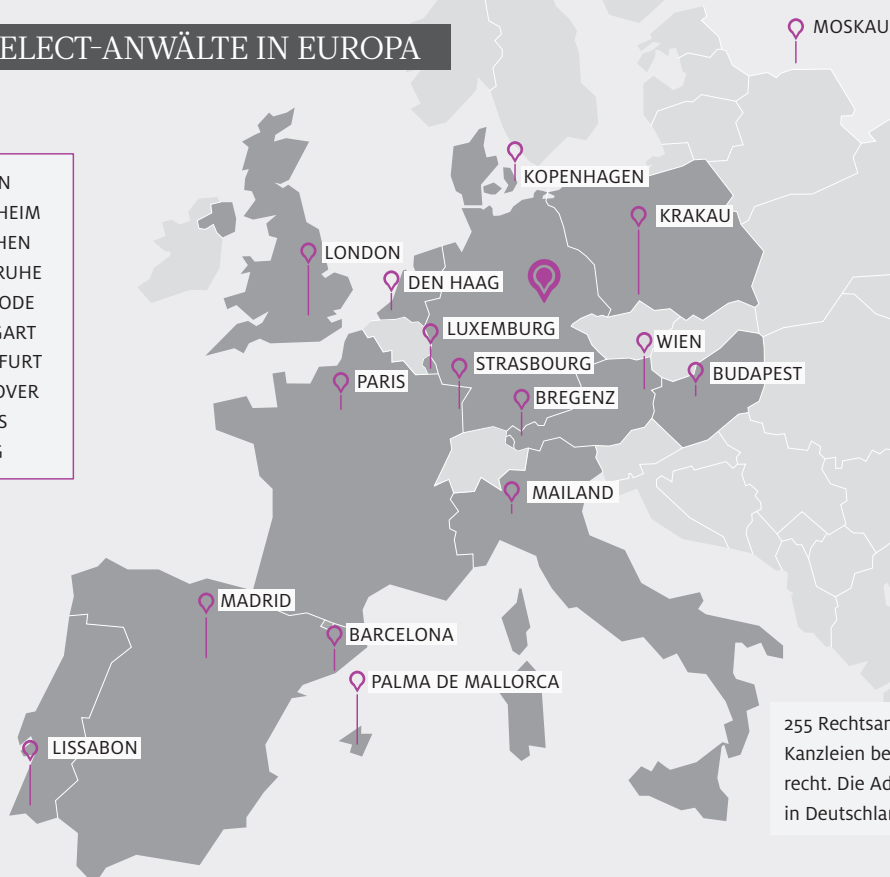 ELECT-ANWÄLTE IN EUROPA
MOSKAU
N
HEIM
HEN
RUHE
ODE
GART
FURT
OVER
S
G
KOPENHAGEN
KRAKAU
LONDON
DEN HAAG
LUXEMBURG
WIEN
STRASBOURG
BUDAPEST
PARIS
BREGENZ
MAILAND
MADRID
BARCELONA
PALMA DE MALLORCA
LISSABON
255 Rechtsan
Kanzleien be
recht. Die Ad
in Deutschlan